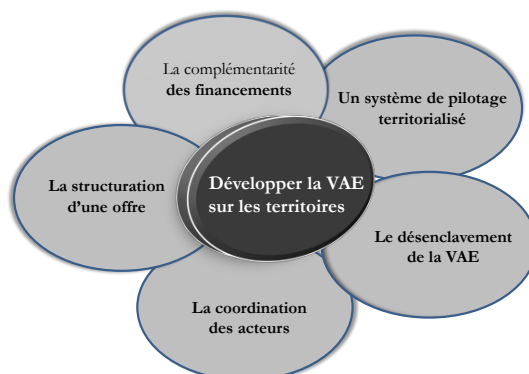 La complémentarité
des financements
Un système de pilotage
territorialisé
La structuration
d'une offre
Développer la VAE
sur les territoires
Le désenclavement
de la VAE
La coordination
des acteurs